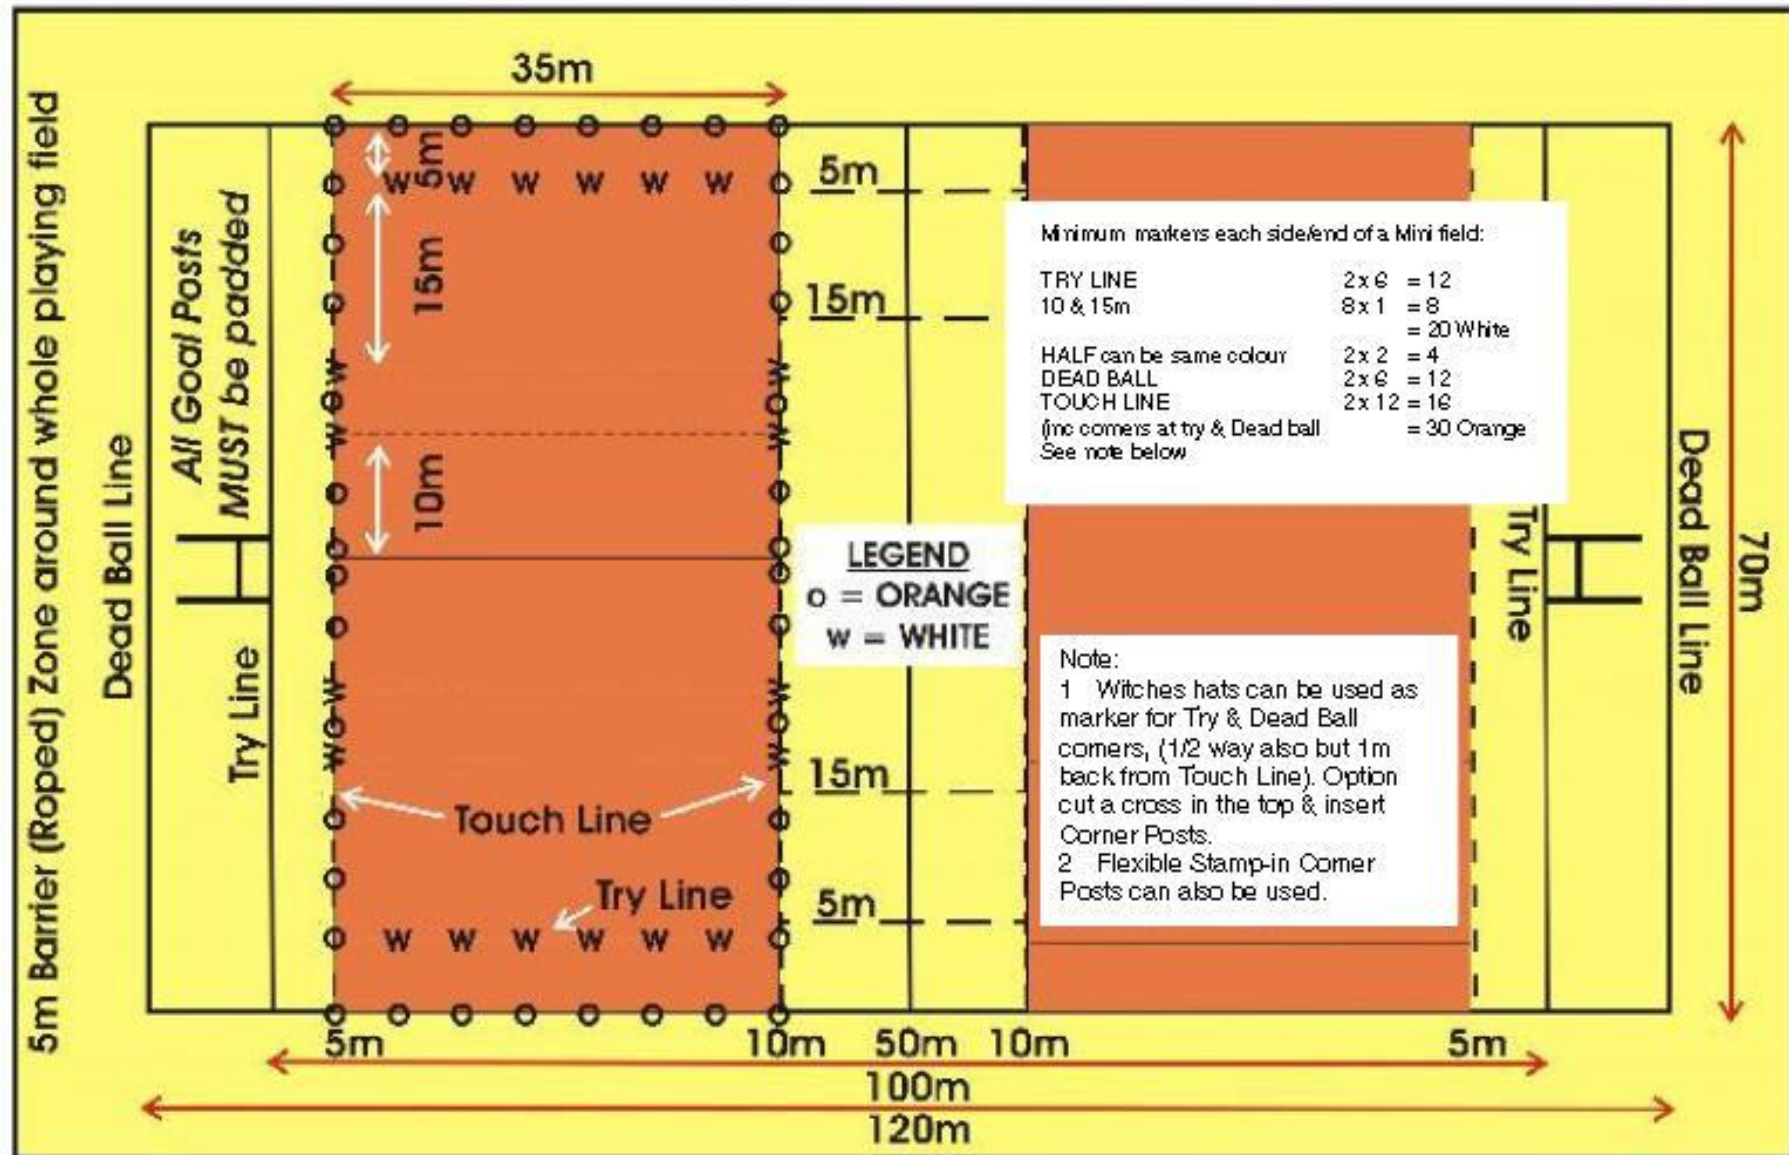 35m
5m Barrier (Roped) Zone around whole playing field
Dead Ball Line
All Goal Posts
MUST be padded
Try Line
5m
W W W W W W
15m
10m
W
W
W
W
W
W
W
W
Touch Line
Try Line
W W W W W W
5m
15m
LEGEND
o = ORANGE
w = WHITE
15m
5m
Minimum markers each side/end of a Mini field:
TRY LINE 2 x 6 = 12
10 & 15m 8 x 1 = 8
= 20 White
HALF can be same colour 2 x 2 = 4
DEAD BALL 2 x 6 = 12
TOUCH LINE 2 x 12 = 16
(inc corners at try & Dead ball = 30 Orange
See note below
Note:
1 Witches hats can be used as
marker for Try & Dead Ball
corners, (1/2 way also but 1m
back from Touch Line). Option
cut a cross in the top & insert
Corner Posts.
2 Flexible Stamp-in Corner
Posts can also be used.
Try Line
Dead Ball Line
70m
5m 10m 50m 10m 5m
100m
120m